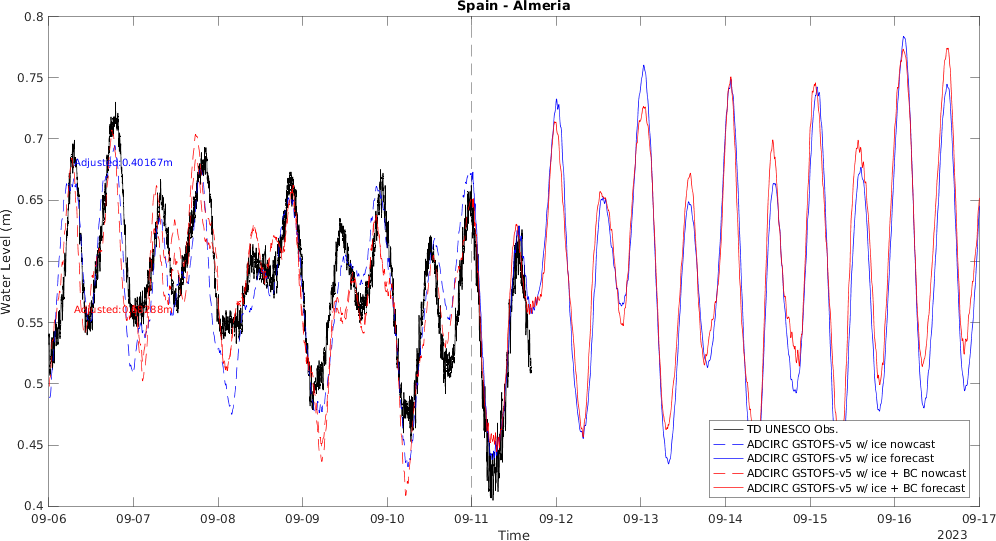 Spain - Almeria
0.8
0.75
0.7
0.65
0.6
0.55
0.5
0.45
0.4
Water Level (m)
Adjusted:0.40167m
TD UNESCO Obs.
ADCIRC GSTOFS-v5 w/ ice nowcast
ADCIRC GSTOFS-v5 w/ ice forecast
ADCIRC GSTOFS-v5 w/ ice + BC nowcast
ADCIRC GSTOFS-v5 w/ ice + BC forecast
09-06 09-07 09-08 09-09 09-10 09-11 09-12 09-13 09-14 09-15 09-16 09-17
Time
2023